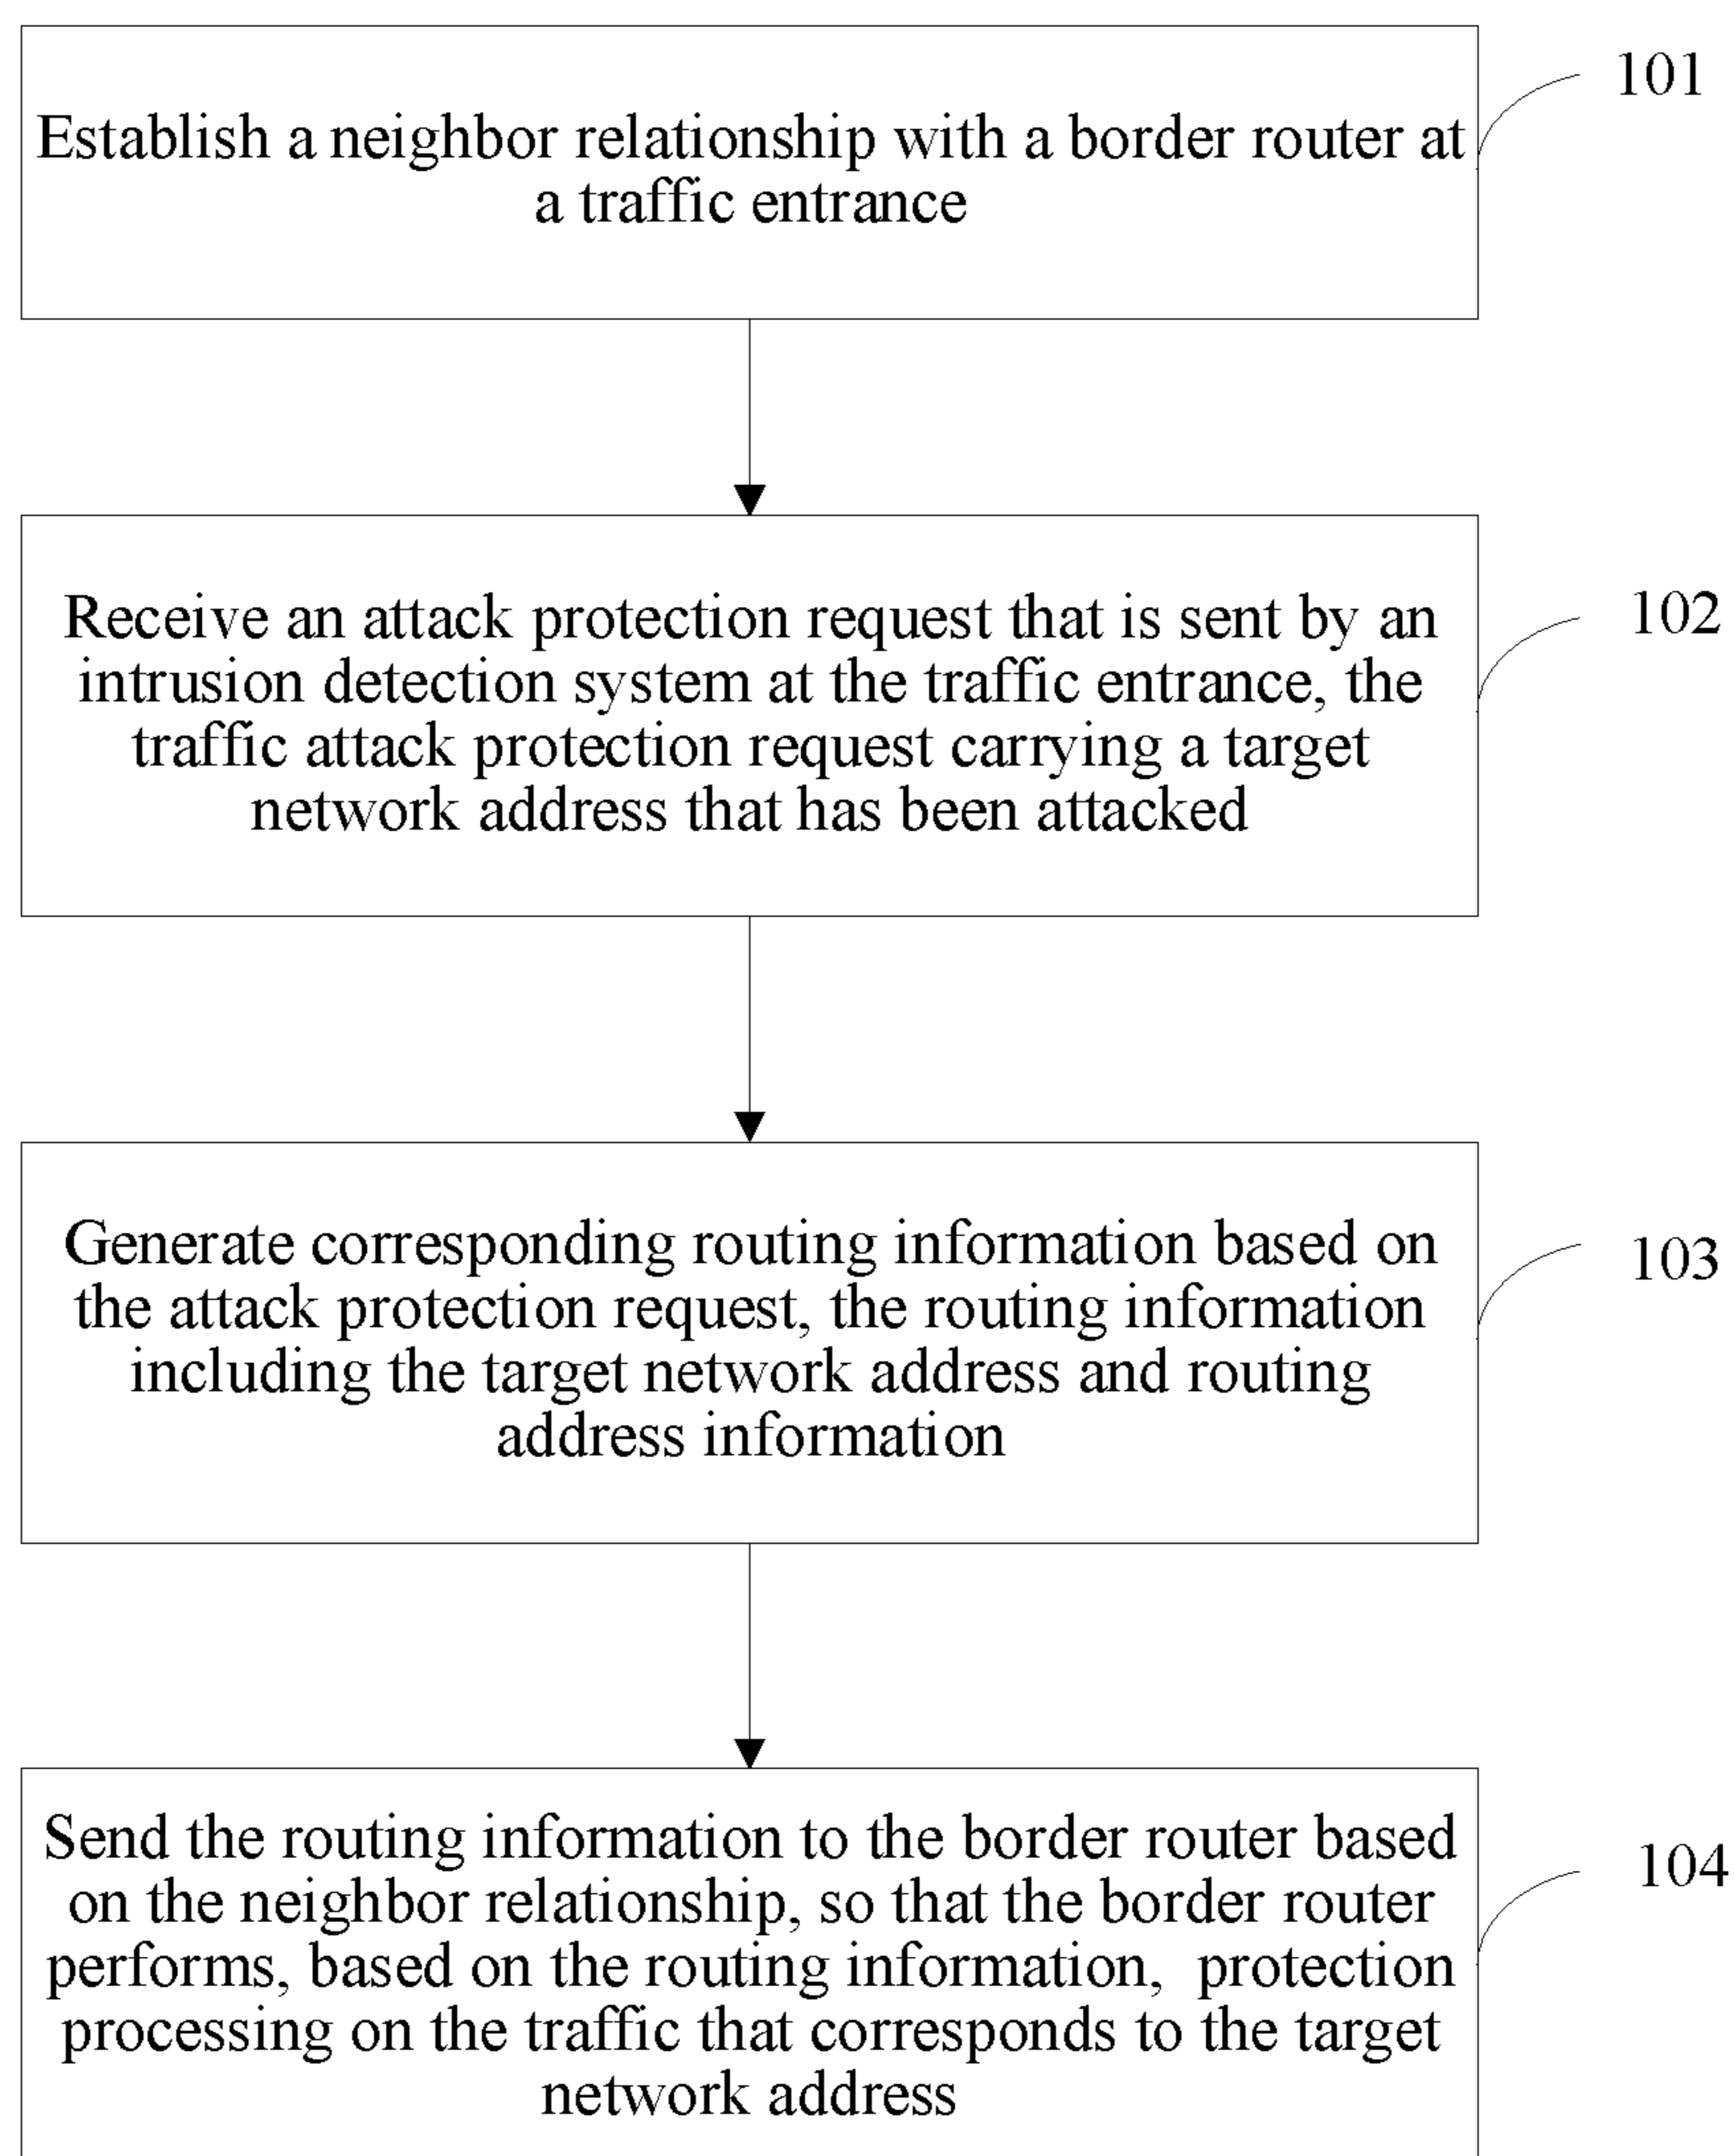 Establish a neighbor relationship with a border router at
a traffic entrance
101
Receive an attack protection request that is sent by an
intrusion detection system at the traffic entrance, the
traffic attack protection request carrying a target
network address that has been attacked
102
Generate corresponding routing information based on
the attack protection request, the routing information
including the target network address and routing
address information
103
Send the routing information to the border router based
on the neighbor relationship, so that the border router
performs, based on the routing information, protection
processing on the traffic that corresponds to the target
network address
104